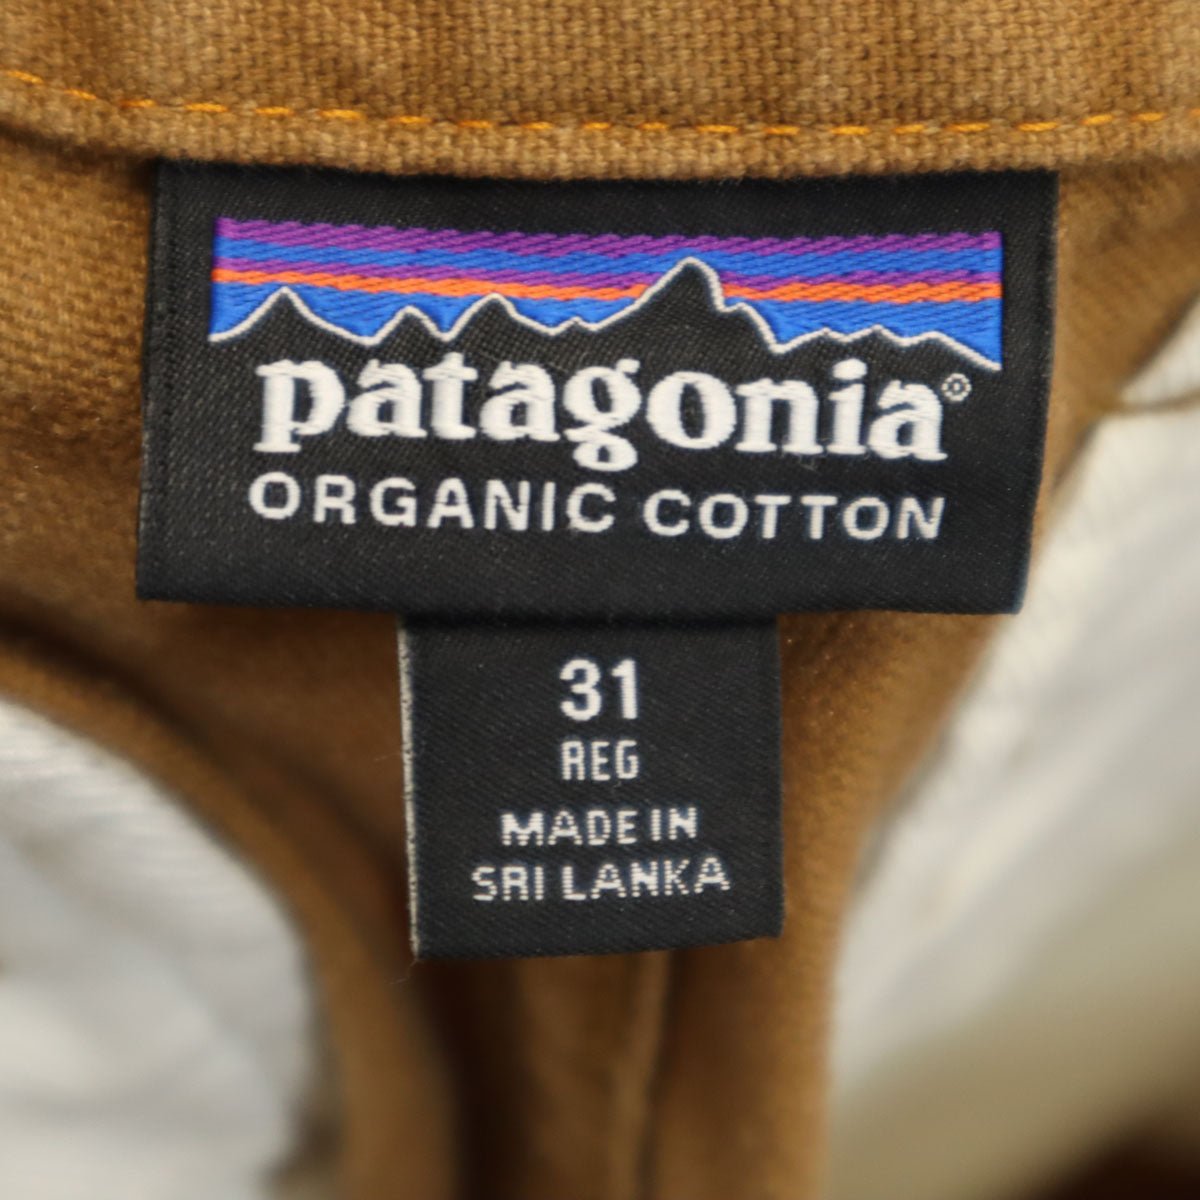 patagonia®
ORGANIC COTTON
31
REG
MADE IN
SRI LANKA